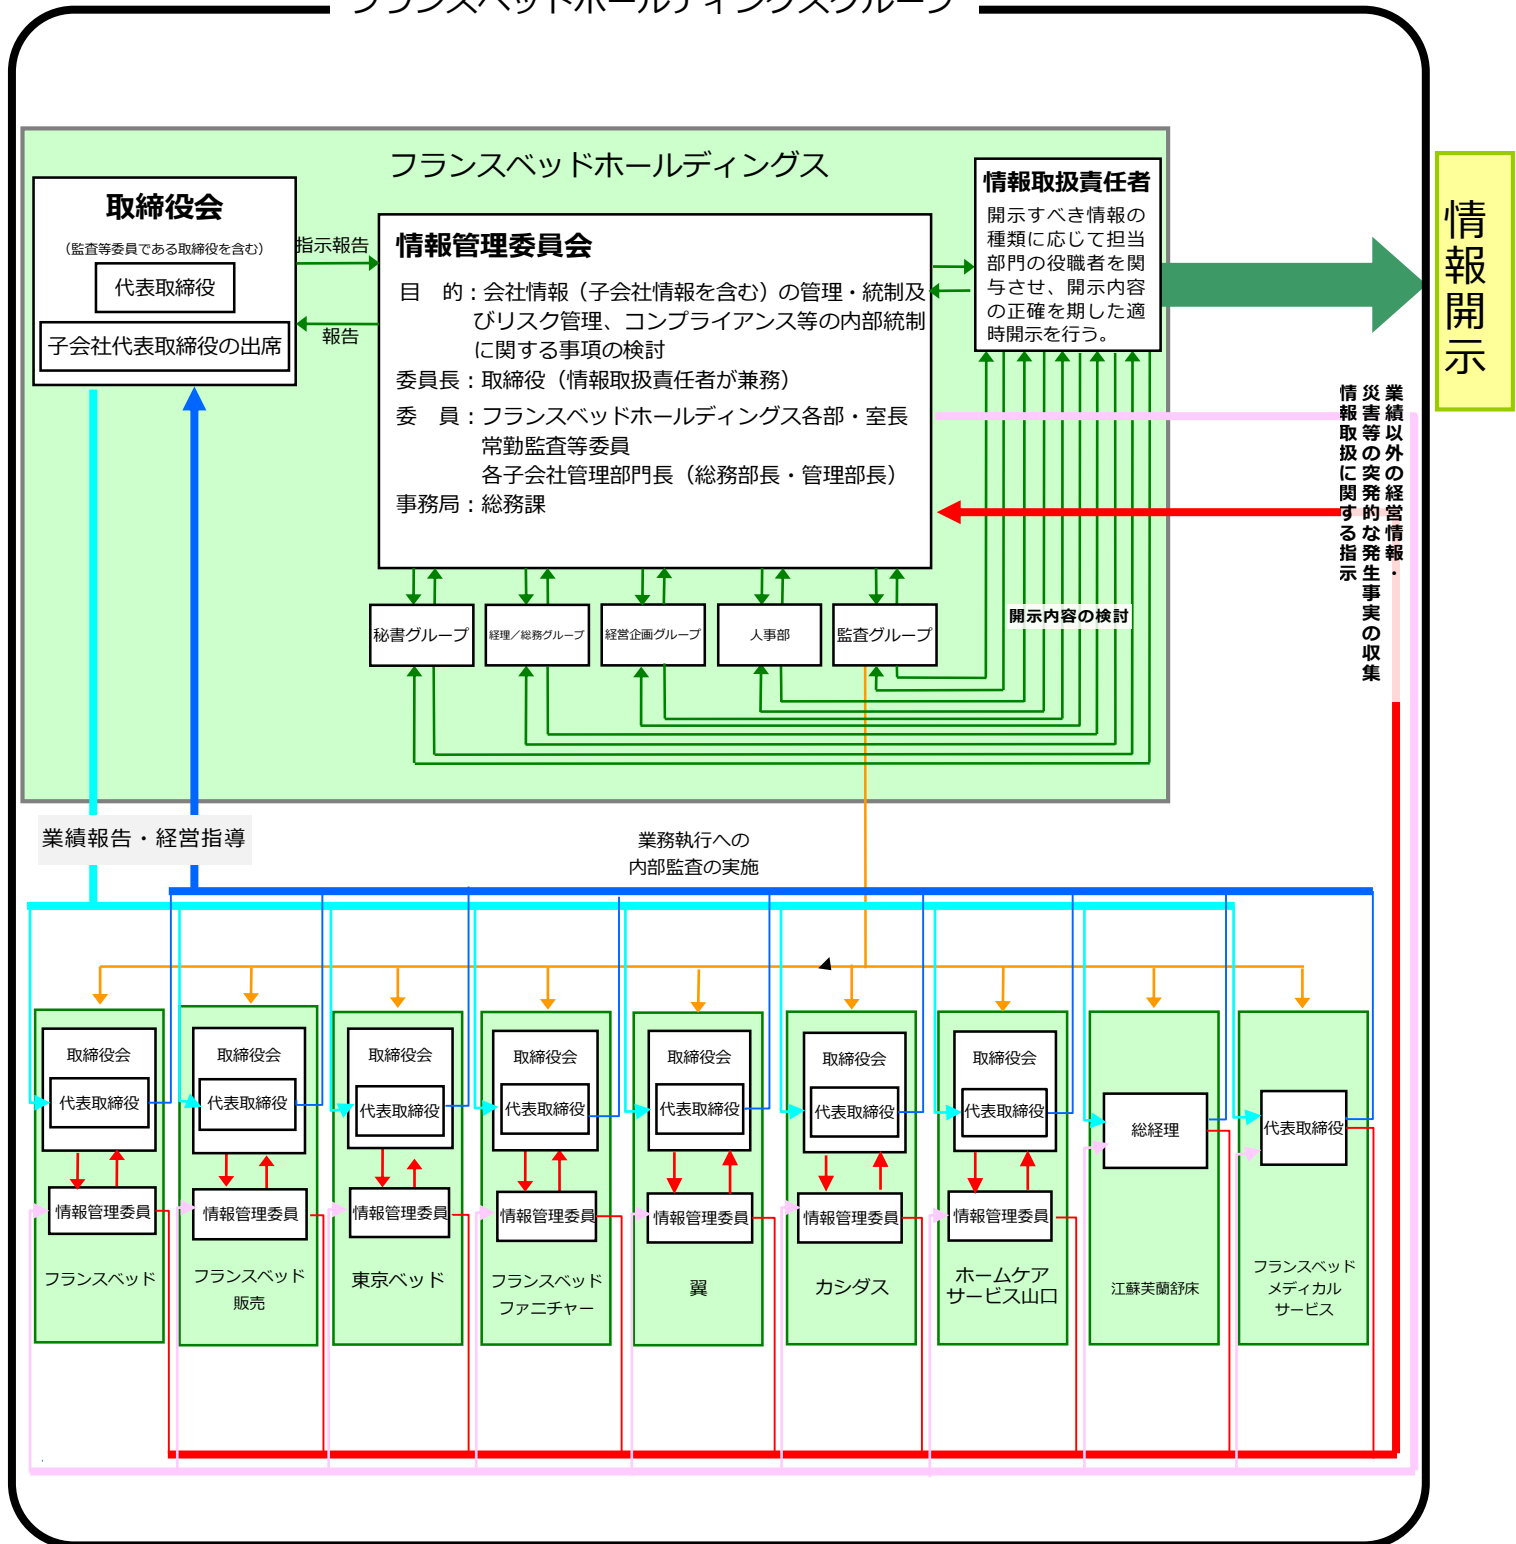 フランスベッドホールディングスグループ
フランスベッドホールディングス
取締役会
（監査等委員である取締役を含む）
代表取締役
子会社代表取締役の出席
指示報告
報告
情報管理委員会
目　的：会社情報（子会社情報を含む）の管理・統制及
びリスク管理、コンプライアンス等の内部統制
に関する事項の検討
委員長：取締役（情報取扱責任者が兼務）
委　員：フランスベッドホールディングス各部・室長
常勤監査等委員
各子会社管理部門長（総務部長・管理部長）
事務局：総務課
情報取扱責任者
開示すべき情報の
種類に応じて担当
部門の役職者を関
与させ、開示内容
の正確を期した適
時開示を行う。
情報開示
業績以外の経営情報・
災害等の突発的な発生事実の収集
情報取扱に関する指示
秘書グループ
経理／総務グループ
経営企画グループ
人事部
監査グループ
開示内容の検討
業績報告・経営指導
業務執行への
内部監査の実施
取締役会
代表取締役
情報管理委員
フランスベッド
取締役会
代表取締役
情報管理委員
フランスベッド
販売
取締役会
代表取締役
情報管理委員
東京ベッド
取締役会
代表取締役
情報管理委員
フランスベッド
ファニチャー
取締役会
代表取締役
情報管理委員
翼
取締役会
代表取締役
情報管理委員
カシダス
取締役会
代表取締役
情報管理委員
ホームケア
サービス山口
総経理
江蘇芙蘭舒床
代表取締役
フランスベッド
メディカル
サービス